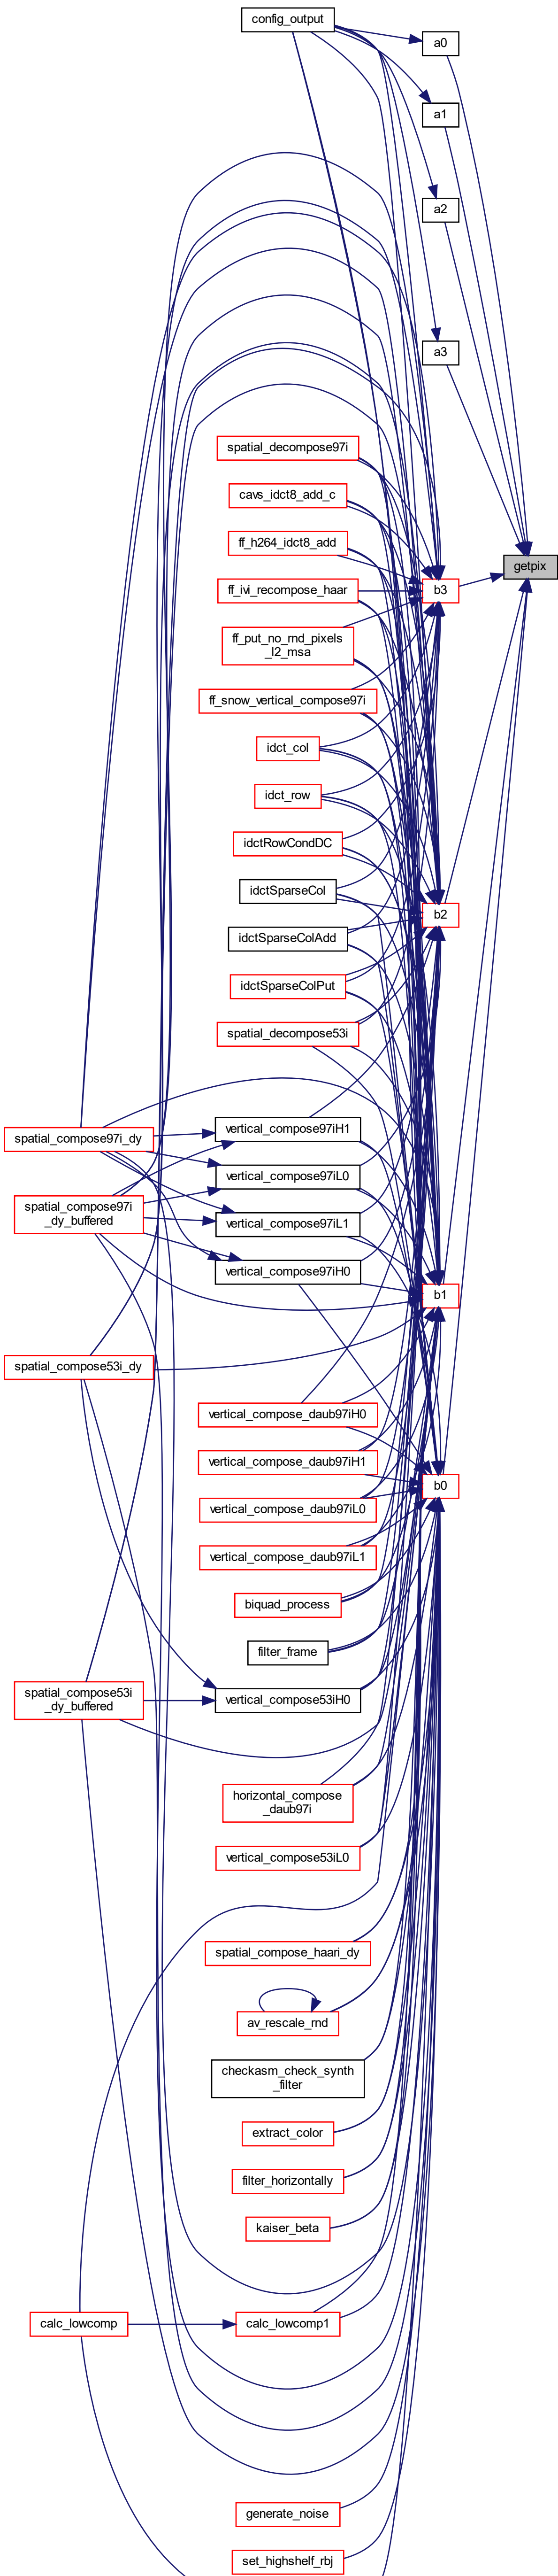 config_output
a0
a1
a2
a3
spatial_decompose97i
cavs_idct8_add_c
ff_h264_idct8_add
getpix
ff_ivi_recompose_haar
b3
ff_put_no_rnd_pixels
_l2_msa
ff_snow_vertical_compose97i
idct_col
idct_row
idctRowCondDC
idctSparseCol
b2
idctSparseColAdd
idctSparseColPut
spatial_decompose53i
vertical_compose97iH1
spatial_compose97i_dy
vertical_compose97iL0
spatial_compose97i
_dy_buffered
vertical_compose97iL1
vertical_compose97iH0
b1
spatial_compose53i_dy
vertical_compose_daub97iH0
vertical_compose_daub97iH1
b0
vertical_compose_daub97iL0
vertical_compose_daub97iL1
biquad_process
filter_frame
spatial_compose53i
_dy_buffered
vertical_compose53iH0
horizontal_compose
_daub97i
vertical_compose53iL0
spatial_compose_haari_dy
av_rescale_rnd
checkasm_check_synth
_filter
extract_color
filter_horizontally
kaiser_beta
calc_lowcomp
calc_lowcomp1
generate_noise
set_highshelf_rbj